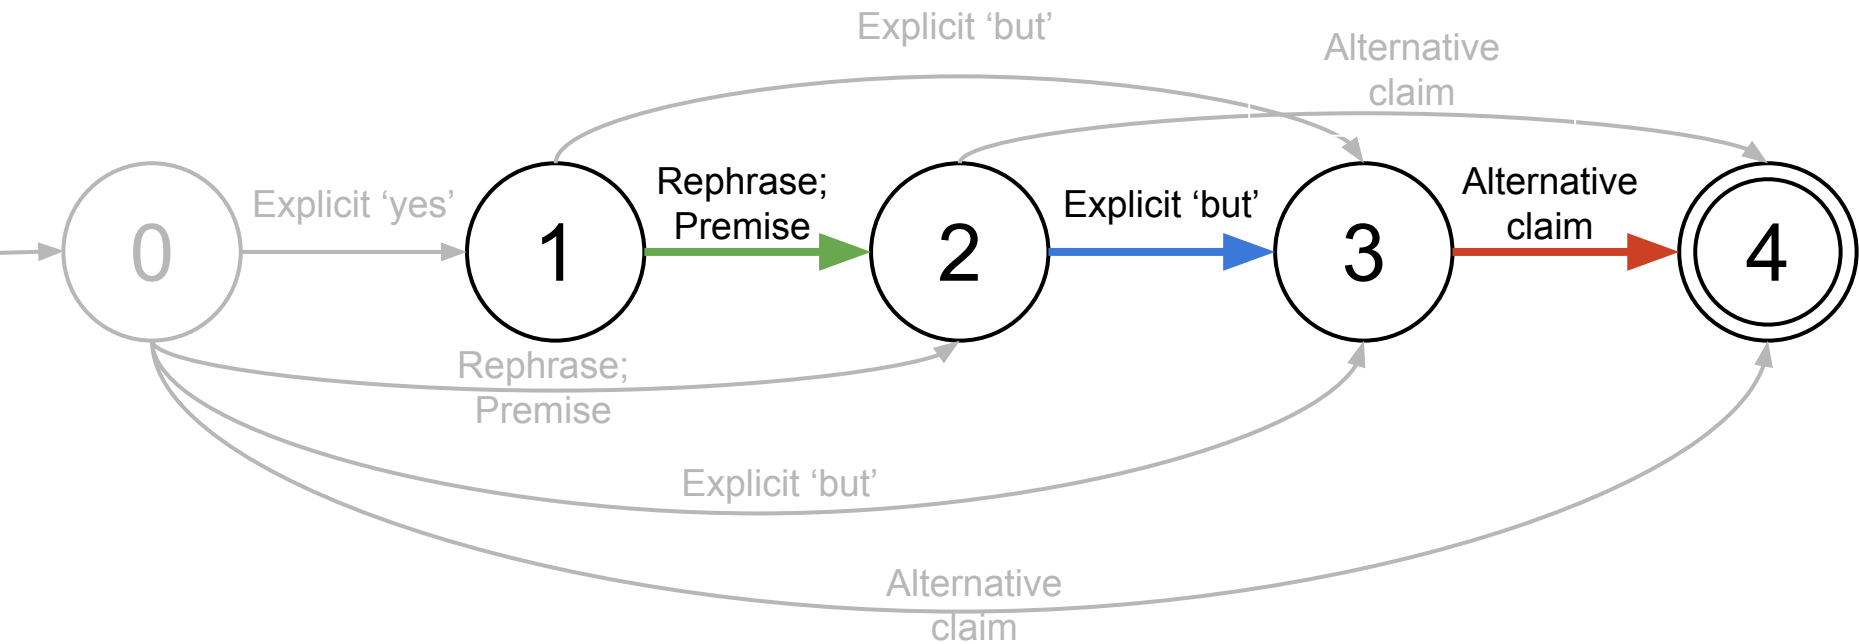 Explicit ‘but’
Alternative
claim
Explicit ‘yes’
Rephrase;
Premise
Explicit ‘but’
Alternative
claim
0
1
2
3
4
Rephrase;
Premise
Explicit ‘but’
Alternative
claim